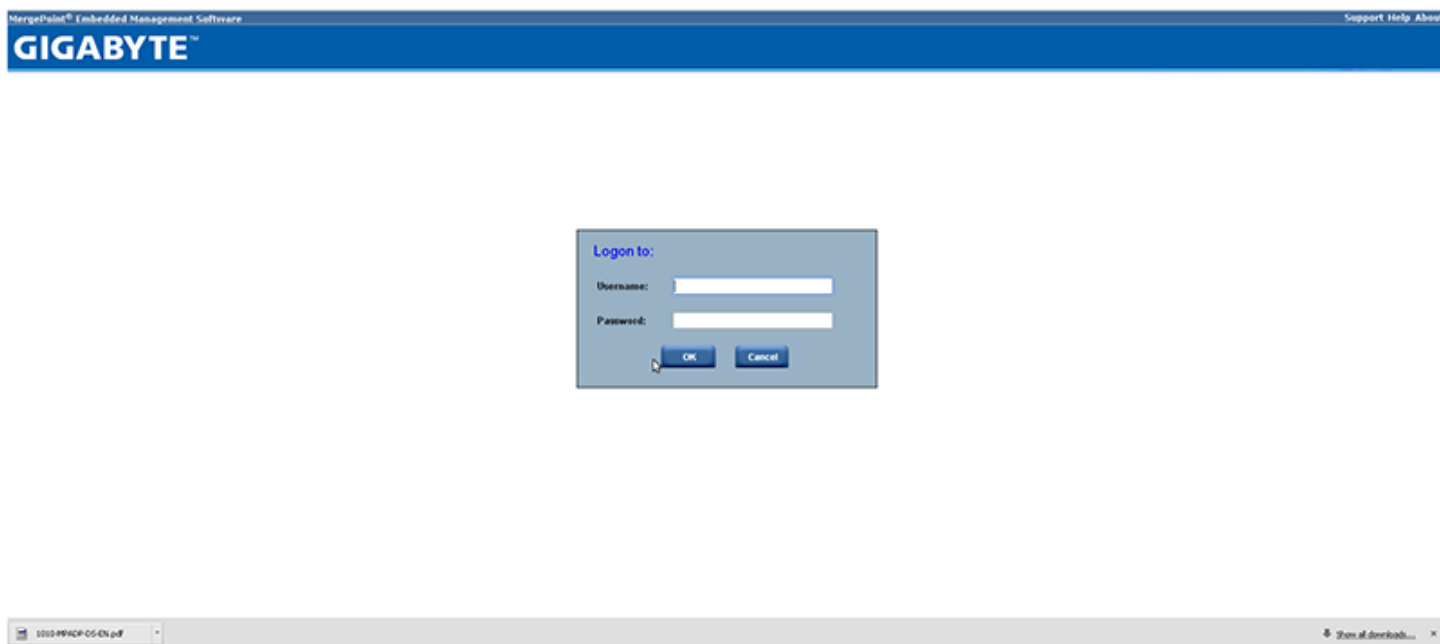 MergePoint® Embedded Management Software
Support Help About
GIGABYTE™
Logon to:
Username:
Password:
OK Cancel
1010-MPADP-DS-EN.pdf
Show all downloads...